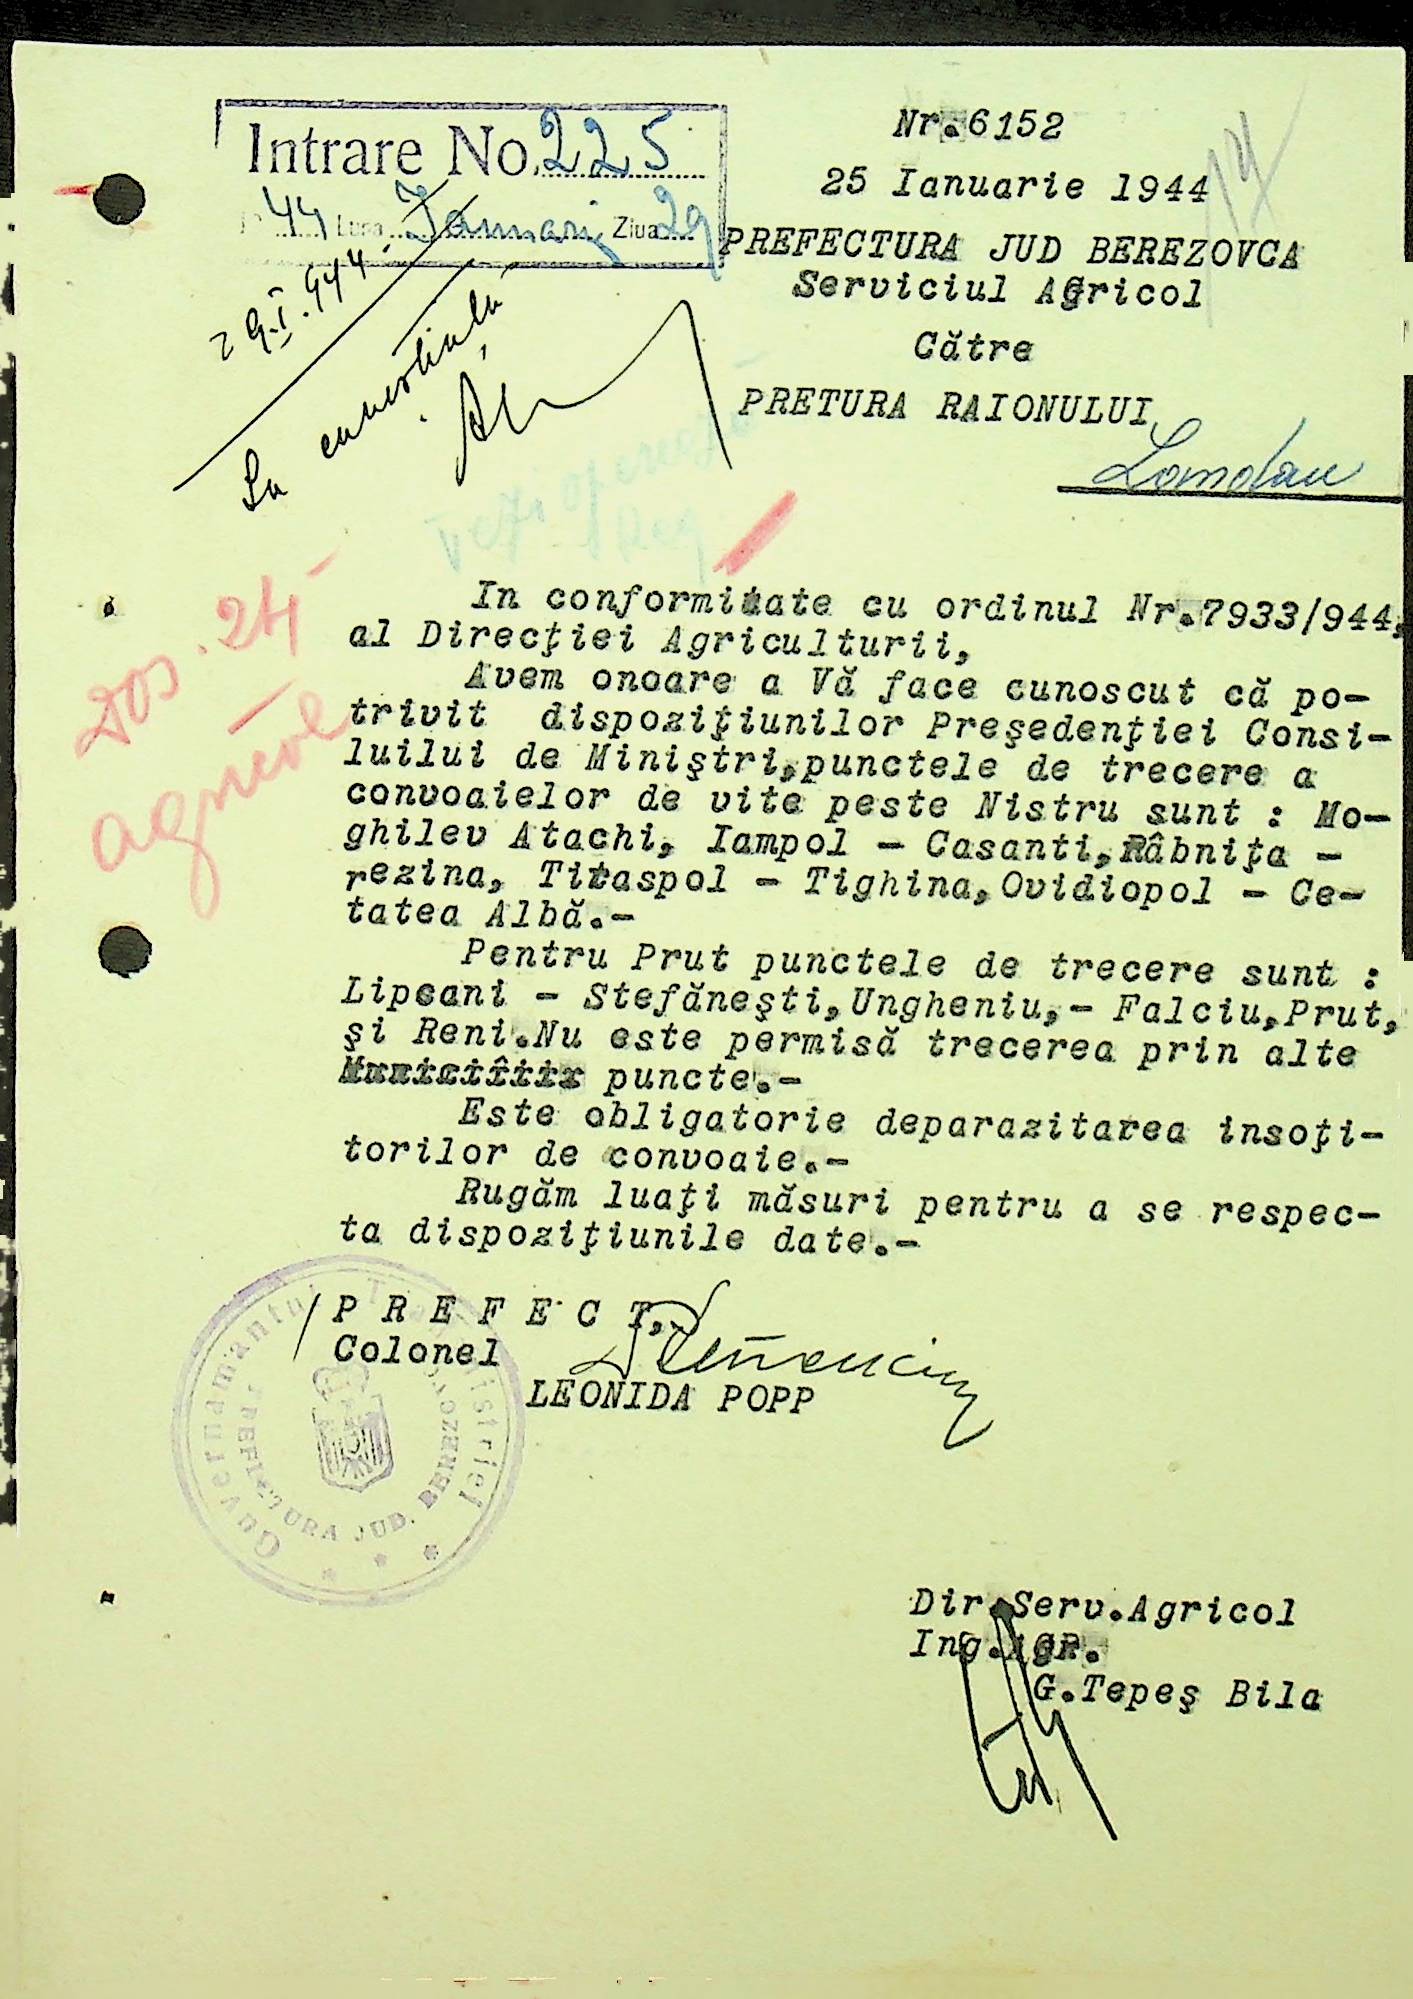 Intrare No. 225
44 Luna Januarij Ziua 29
29.I.944.
La
Nr.6152
25 Ianuarie 1944
14
PREFECTURA JUD BEREZOVCA
Serviciul Agricol
Către
PRETURA RAIONULUI
Landau
Dos. 24
agricol
In conformitate cu ordinul Nr.7933/944,
al Direcţiei Agriculturii,
Avem onoare a Vă face cunoscut că po-
trivit dispoziţiunilor Preşedenţiei Consi-
luilui de Miniştri,punctele de trecere a
convoaielor de vite peste Nistru sunt : Mo-
ghilev Atachi, Iampol - Casanti,Râbniţa -
rezina, Tiraspol - Tighina,Ovidiopol - Ce-
tatea Albă.-
Pentru Prut punctele de trecere sunt :
Lipcani - Stefăneşti,Ungheniu,- Falciu,Prut,
şi Reni.Nu este permisă trecerea prin alte
puncte.-
Este obligatorie deparazitarea insoţi-
torilor de convoaie.-
Rugăm luaţi măsuri pentru a se respec-
ta dispoziţiunile date.-
/ P R E F E C T,
Colonel
LEONIDA POPP
Guvernamântul Transnistriei
PREFECTURA JUD. BEREZOVCA
Dir.Serv.Agricol
Ing.AGR.
G.Tepeş Bila